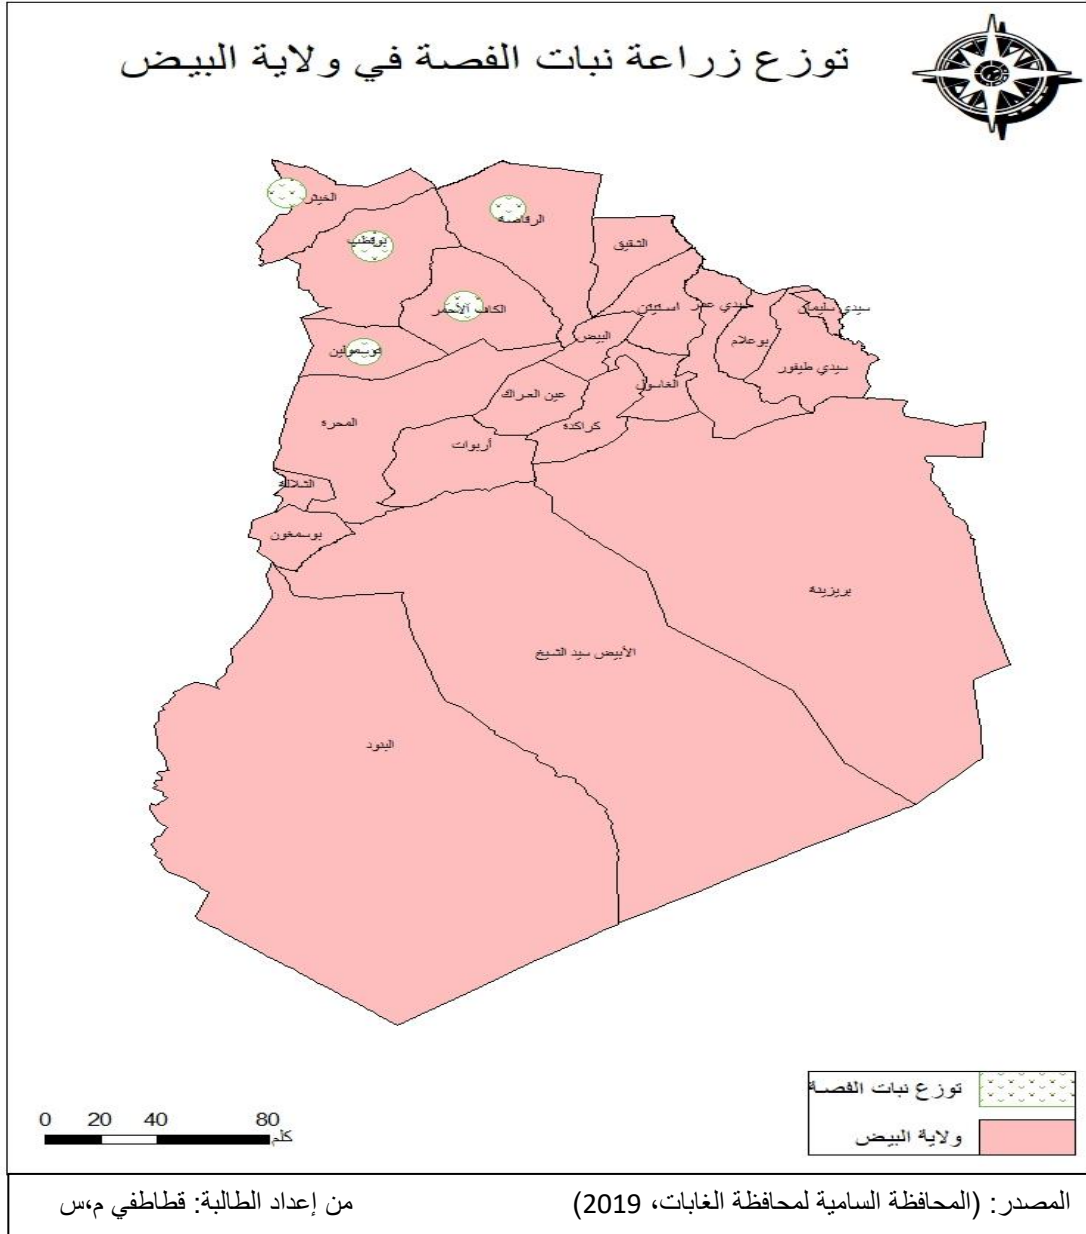 توزع زراعة نبات الفصة في ولاية البيض
الخيثر
الرقاصة
بوقطب
الشقيق
الكاف الأحمر
استيتن
سيدي عمر
سيدي سليمان
البيض
بوعلام
توسمولين
سيدي طيفور
الغاسول
عين العراك
المحرة
كراكدة
أربوات
الشلالة
بوسمغون
بريزينة
الأبيض سيد الشيخ
البنود
توزع نبات الفصة
ولاية البيض
0 20 40 80
كلم
المصدر: (المحافظة السامية لمحافظة الغابات، 2019) من إعداد الطالبة: قطاطفي م،س